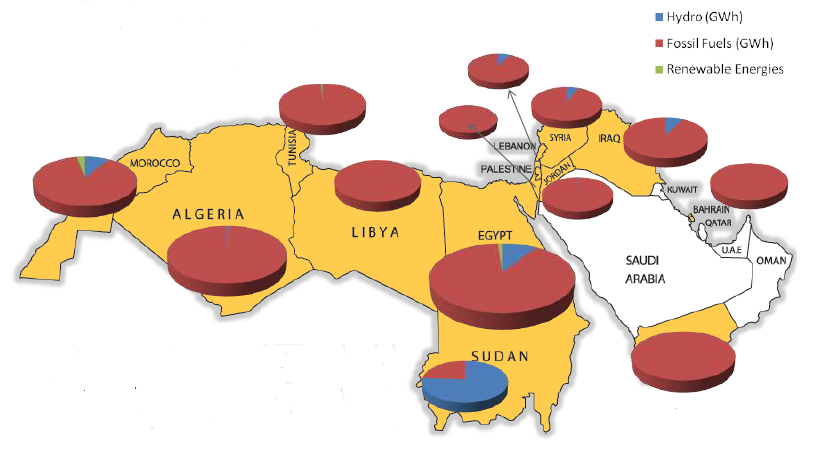 Hydro (GWh)
Fossil Fuels (GWh)
Renewable Energies
LEBANON
SYRIA
IRAQ
MOROCCO
TUNISIA
PALESTINE
JORDAN
KUWAIT
ALGERIA
LIBYA
EGYPT
BAHRAIN
QATAR
U.A.E
SAUDI
ARABIA
OMAN
SUDAN